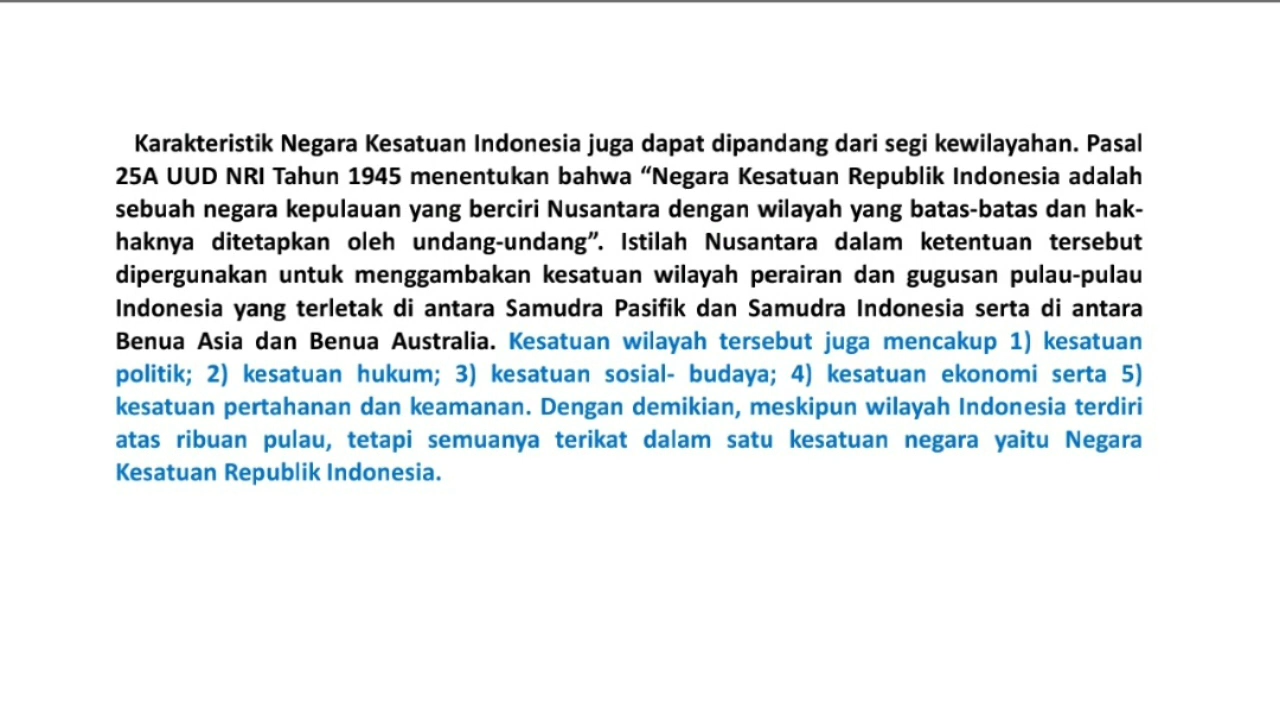 Karakteristik Negara Kesatuan Indonesia juga dapat dipandang dari segi kewilayahan. Pasal
25A UUD NRI Tahun 1945 menentukan bahwa “Negara Kesatuan Republik Indonesia adalah
sebuah negara kepulauan yang berciri Nusantara dengan wilayah yang batas-batas dan hak-
haknya ditetapkan oleh undang-undang”. Istilah Nusantara dalam ketentuan tersebut
dipergunakan untuk menggambakan kesatuan wilayah perairan dan gugusan pulau-pulau
Indonesia yang terletak di antara Samudra Pasifik dan Samudra Indonesia serta di antara
Benua Asia dan Benua Australia. Kesatuan wilayah tersebut juga mencakup 1) kesatuan
politik; 2) kesatuan hukum; 3) kesatuan sosial- budaya; 4) kesatuan ekonomi serta 5)
kesatuan pertahanan dan keamanan. Dengan demikian, meskipun wilayah Indonesia terdiri
atas ribuan pulau, tetapi semuanya terikat dalam satu kesatuan negara yaitu Negara
Kesatuan Republik Indonesia.